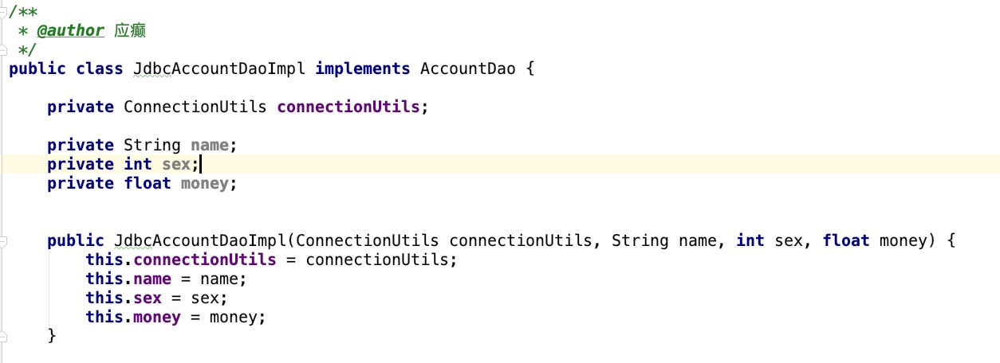 /**
 * @author 应癫
 */
public class JdbcAccountDaoImpl implements AccountDao {
    private ConnectionUtils connectionUtils;
    private String name;
    private int sex;
    private float money;
    public JdbcAccountDaoImpl(ConnectionUtils connectionUtils, String name, int sex, float money) {
        this.connectionUtils = connectionUtils;
        this.name = name;
        this.sex = sex;
        this.money = money;
    }